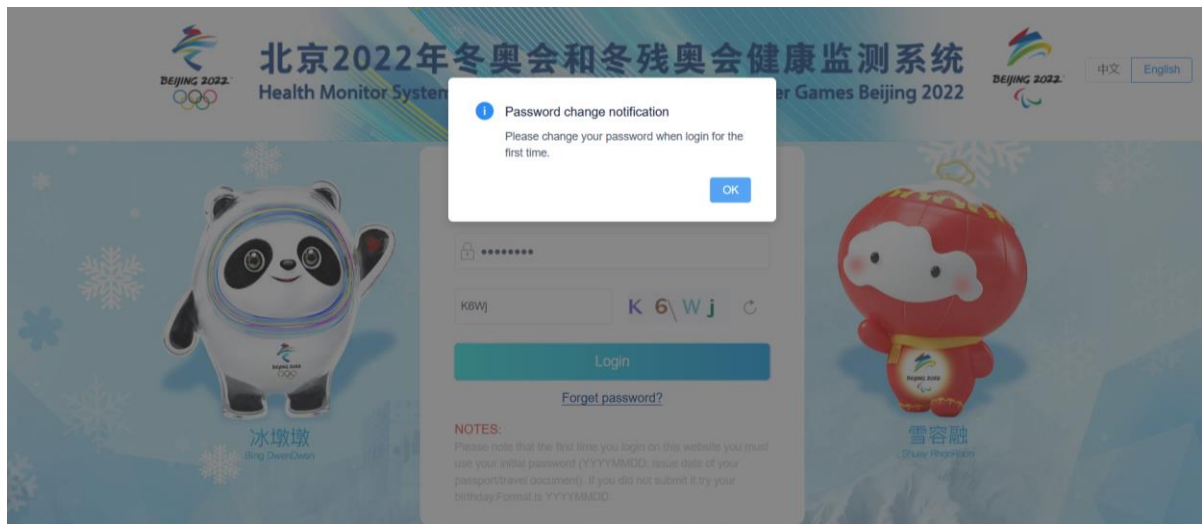 北京2022年冬奥会和冬残奥会健康监测系统
Health Monitor System er Games Beijing 2022
BEIJING 2022
BEIJING 2022
中文 English
Password change notification
Please change your password when login for the
first time.
OK
••••••••
K6Wj K 6 W j
Login
Forget password?
NOTES:
Please note that the first time you login on this website you must
use your initial password (YYYYMMDD, issue date of your
passport/travel document). If you did not submit it try your
birthday.Format is YYYYMMDD.
BEIJING 2022
冰墩墩
Bing DwenDwen
BEIJING 2022
雪容融
Shuey RhonRhon